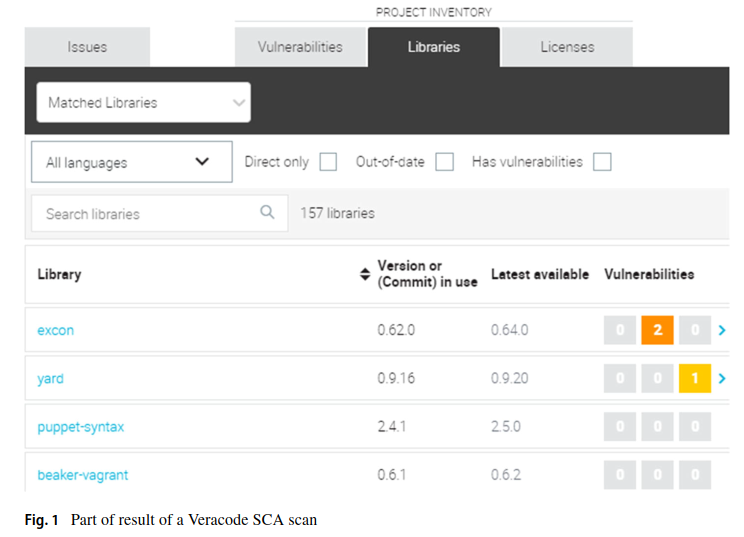 PROJECT INVENTORY
Issues Vulnerabilities Libraries Licenses
Matched Libraries
All languages Direct only Out-of-date Has vulnerabilities
Search libraries 157 libraries
Library Version or (Commit) in use Latest available Vulnerabilities
excon 0.62.0 0.64.0 0 2 0
yard 0.9.16 0.9.20 0 0 1
puppet-syntax 2.4.1 2.5.0 0 0 0
beaker-vagrant 0.6.1 0.6.2 0 0 0
Fig. 1 Part of result of a Veracode SCA scan